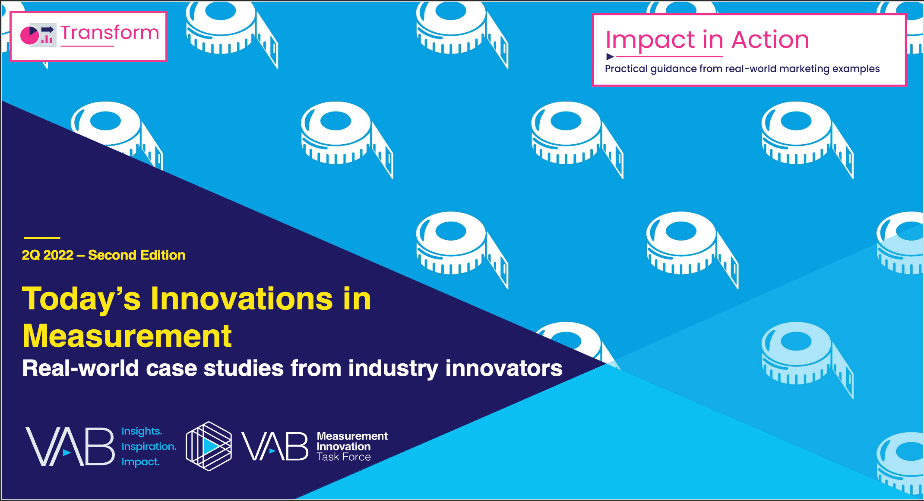 Transform
Impact in Action
Practical guidance from real-world marketing examples
2Q 2022 – Second Edition
Today's Innovations in
Measurement
Real-world case studies from industry innovators
VAB
Insights.
Inspiration.
Impact.
VAB
Measurement
Innovation
Task Force